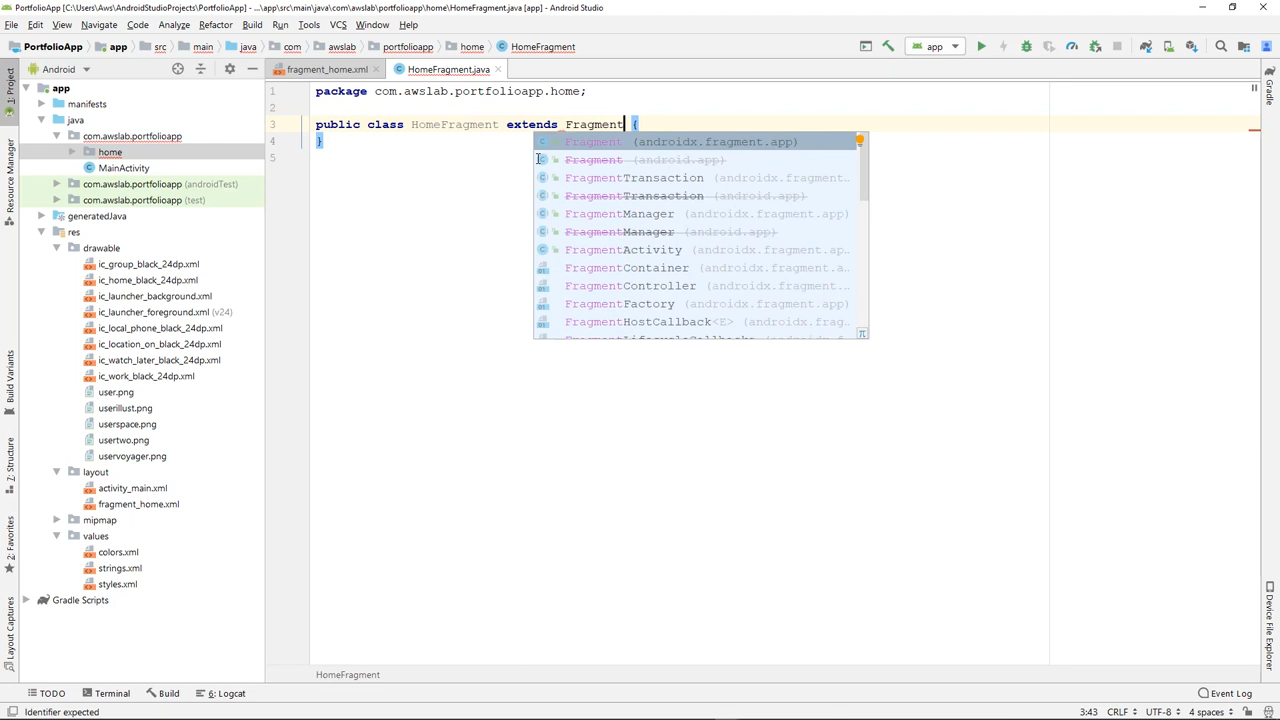 PortfolioApp [C:\Users\Aws\AndroidStudioProjects\PortfolioApp] - ...\app\src\main\java\com\awslab\portfolioapp\home\HomeFragment.java [app] - Android Studio
File Edit View Navigate Code Analyze Refactor Build Run Tools VCS Window Help
PortfolioApp app src main java com awslab portfolioapp home HomeFragment
app
Android
fragment_home.xml
HomeFragment.java
1: Project
Resource Manager
Build Variants
7: Structure
2: Favorites
Layout Captures
app
manifests
java
com.awslab.portfolioapp
home
MainActivity
com.awslab.portfolioapp (androidTest)
com.awslab.portfolioapp (test)
generatedJava
res
drawable
ic_group_black_24dp.xml
ic_home_black_24dp.xml
ic_launcher_background.xml
ic_launcher_foreground.xml (v24)
ic_local_phone_black_24dp.xml
ic_location_on_black_24dp.xml
ic_watch_later_black_24dp.xml
ic_work_black_24dp.xml
user.png
userillust.png
userspace.png
usertwo.png
uservoyager.png
layout
activity_main.xml
fragment_home.xml
mipmap
values
colors.xml
strings.xml
styles.xml
Gradle Scripts
1 package com.awslab.portfolioapp.home;
2
3 public class HomeFragment extends Fragment {
4 }
5
Fragment (androidx.fragment.app)
Fragment (android.app)
FragmentTransaction (androidx.fragment...
FragmentTransaction (android.app)
FragmentManager (androidx.fragment.app)
FragmentManager (android.app)
FragmentActivity (androidx.fragment.ap...
FragmentContainer (androidx.fragment.a...
FragmentController (androidx.fragment...
FragmentFactory (androidx.fragment.app)
FragmentHostCallback<E> (androidx.frag...
π
Gradle
Device File Explorer
HomeFragment
TODO Terminal Build 6: Logcat Event Log
Identifier expected 3:43 CRLF UTF-8 4 spaces